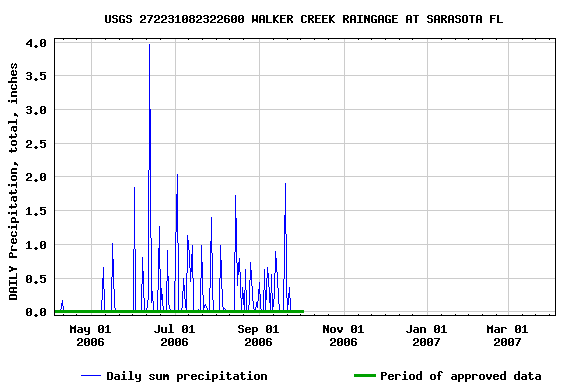 USGS 272231082322600 WALKER CREEK RAINGAGE AT SARASOTA FL
DAILY Precipitation, total, inches
4.0
3.5
3.0
2.5
2.0
1.5
1.0
0.5
0.0
May 01 Jul 01 Sep 01 Nov 01 Jan 01 Mar 01
2006 2006 2006 2006 2007 2007
Daily sum precipitation Period of approved data